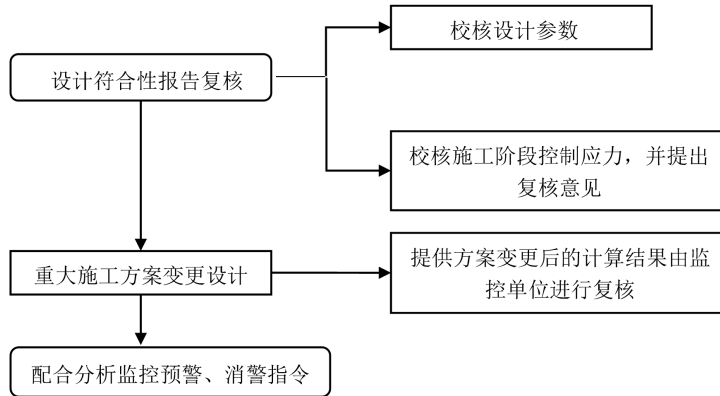 校核设计参数
设计符合性报告复核
校核施工阶段控制应力，并提出
复核意见
重大施工方案变更设计
提供方案变更后的计算结果由监
控单位进行复核
配合分析监控预警、消警指令